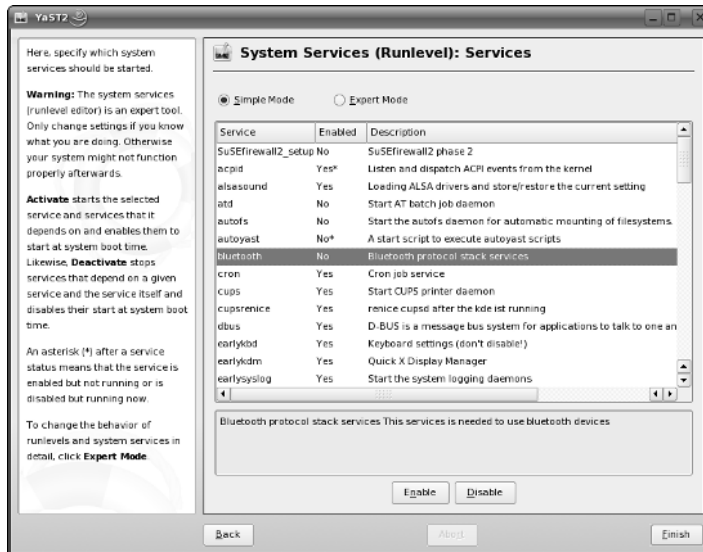 YaST2
Here, specify which system
services should be started.
Warning: The system services
(runlevel editor) is an expert tool.
Only change settings if you know
what you are doing. Otherwise
your system might not function
properly afterwards.
Activate starts the selected
service and services that it
depends on and enables them to
start at system boot time.
Likewise, Deactivate stops
services that depend on a given
service and the service itself and
disables their start at system boot
time.
An asterisk (*) after a service
status means that the service is
enabled but not running or is
disabled but running now.
To change the behavior of
runlevels and system services in
detail, click Expert Mode.
System Services (Runlevel): Services
Simple Mode Expert Mode
Service Enabled Description
SuSEfirewall2_setup No SuSEfirewall2 phase 2
acpid Yes* Listen and dispatch ACPI events from the kernel
alsasound Yes Loading ALSA drivers and store/restore the current setting
atd No Start AT batch job daemon
autofs No Start the autofs daemon for automatic mounting of filesystems.
autoyast No* A start script to execute autoyast scripts
bluetooth No Bluetooth protocol stack services
cron Yes Cron job service
cups Yes Start CUPS printer daemon
cupsrenice Yes renice cupsd after the kde ist running
dbus Yes D-BUS is a message bus system for applications to talk to one an
earlykbd Yes Keyboard settings (don't disable!)
earlykdm Yes Quick X Display Manager
earlysyslog Yes Start the system logging daemons
Bluetooth protocol stack services This services is needed to use bluetooth devices
Enable Disable
Back Abort Finish